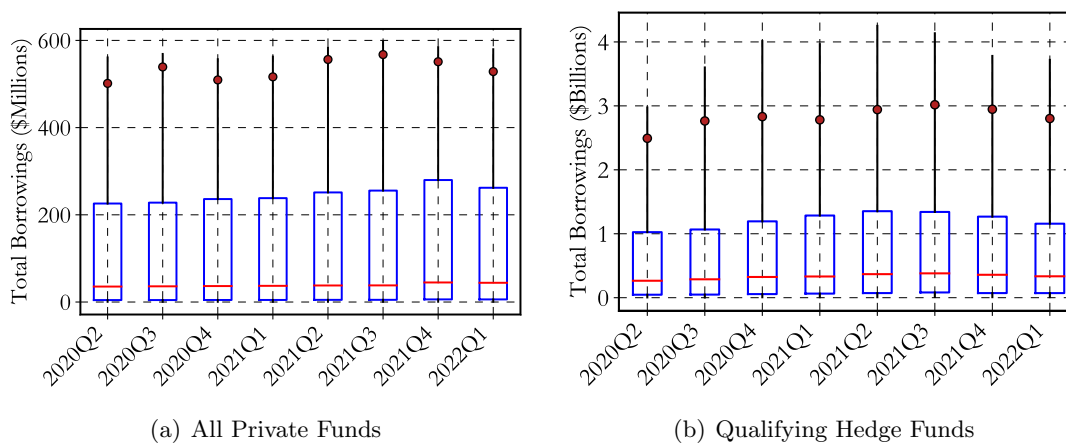 Total Borrowings ($Millions)
600
400
200
0
2020Q2
2020Q3
2020Q4
2021Q1
2021Q2
2021Q3
2021Q4
2022Q1
(a) All Private Funds
Total Borrowings ($Billions)
4
3
2
1
0
2020Q2
2020Q3
2020Q4
2021Q1
2021Q2
2021Q3
2021Q4
2022Q1
(b) Qualifying Hedge Funds